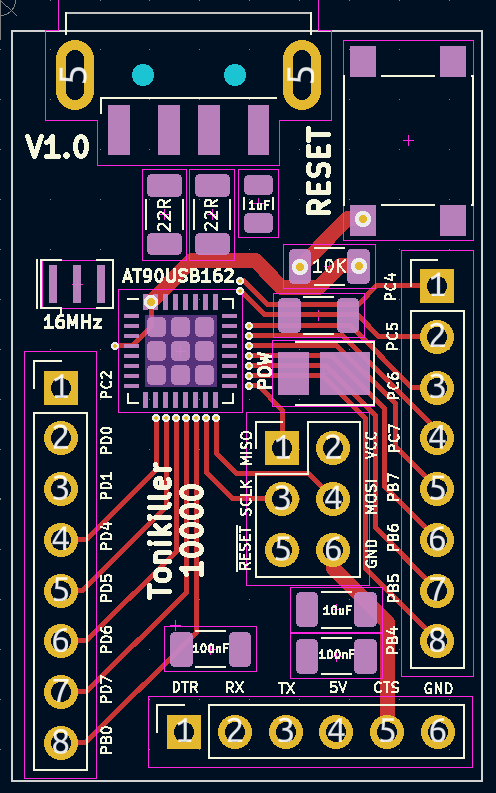 5
5
V1.0
RESET
22R
22R
1uF
10K
AT90USB162
16MHz
POW
PC4
PC5
PC6
PC7
PB7
PB6
PB5
PB4
1
2
3
4
5
6
7
8
PC2
PD0
PD1
PD4
PD5
PD6
PD7
PB0
1
2
3
4
5
6
7
8
MISO
SCLK
RESET
VCC
MOSI
GND
1
2
3
4
5
6
Tonikiller
10000
10uF
100nF
100nF
DTR RX TX 5V CTS GND
1 2 3 4 5 6